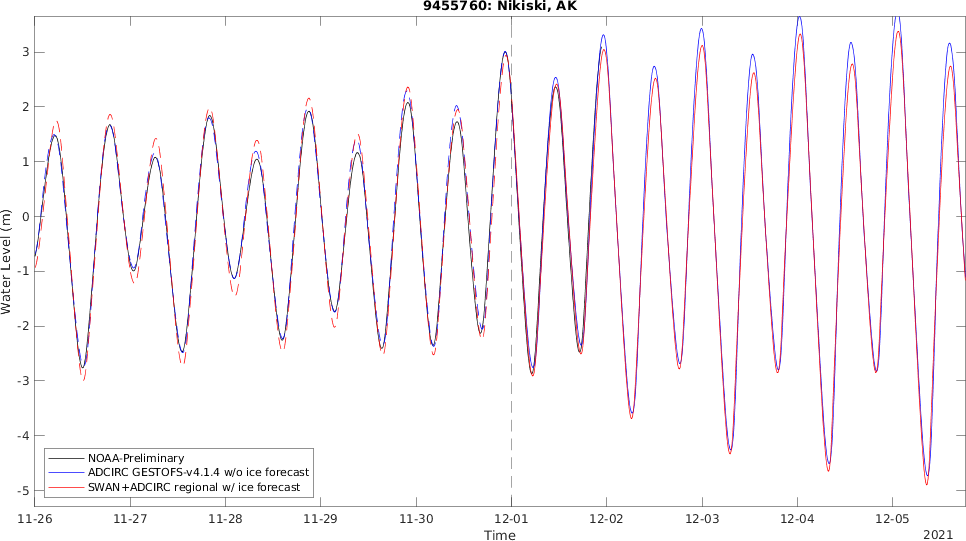 9455760: Nikiski, AK
Water Level (m)
3
2
1
0
-1
-2
-3
-4
-5
NOAA-Preliminary
ADCIRC GESTOFS-v4.1.4 w/o ice forecast
SWAN+ADCIRC regional w/ ice forecast
11-26 11-27 11-28 11-29 11-30 12-01 12-02 12-03 12-04 12-05
Time
2021